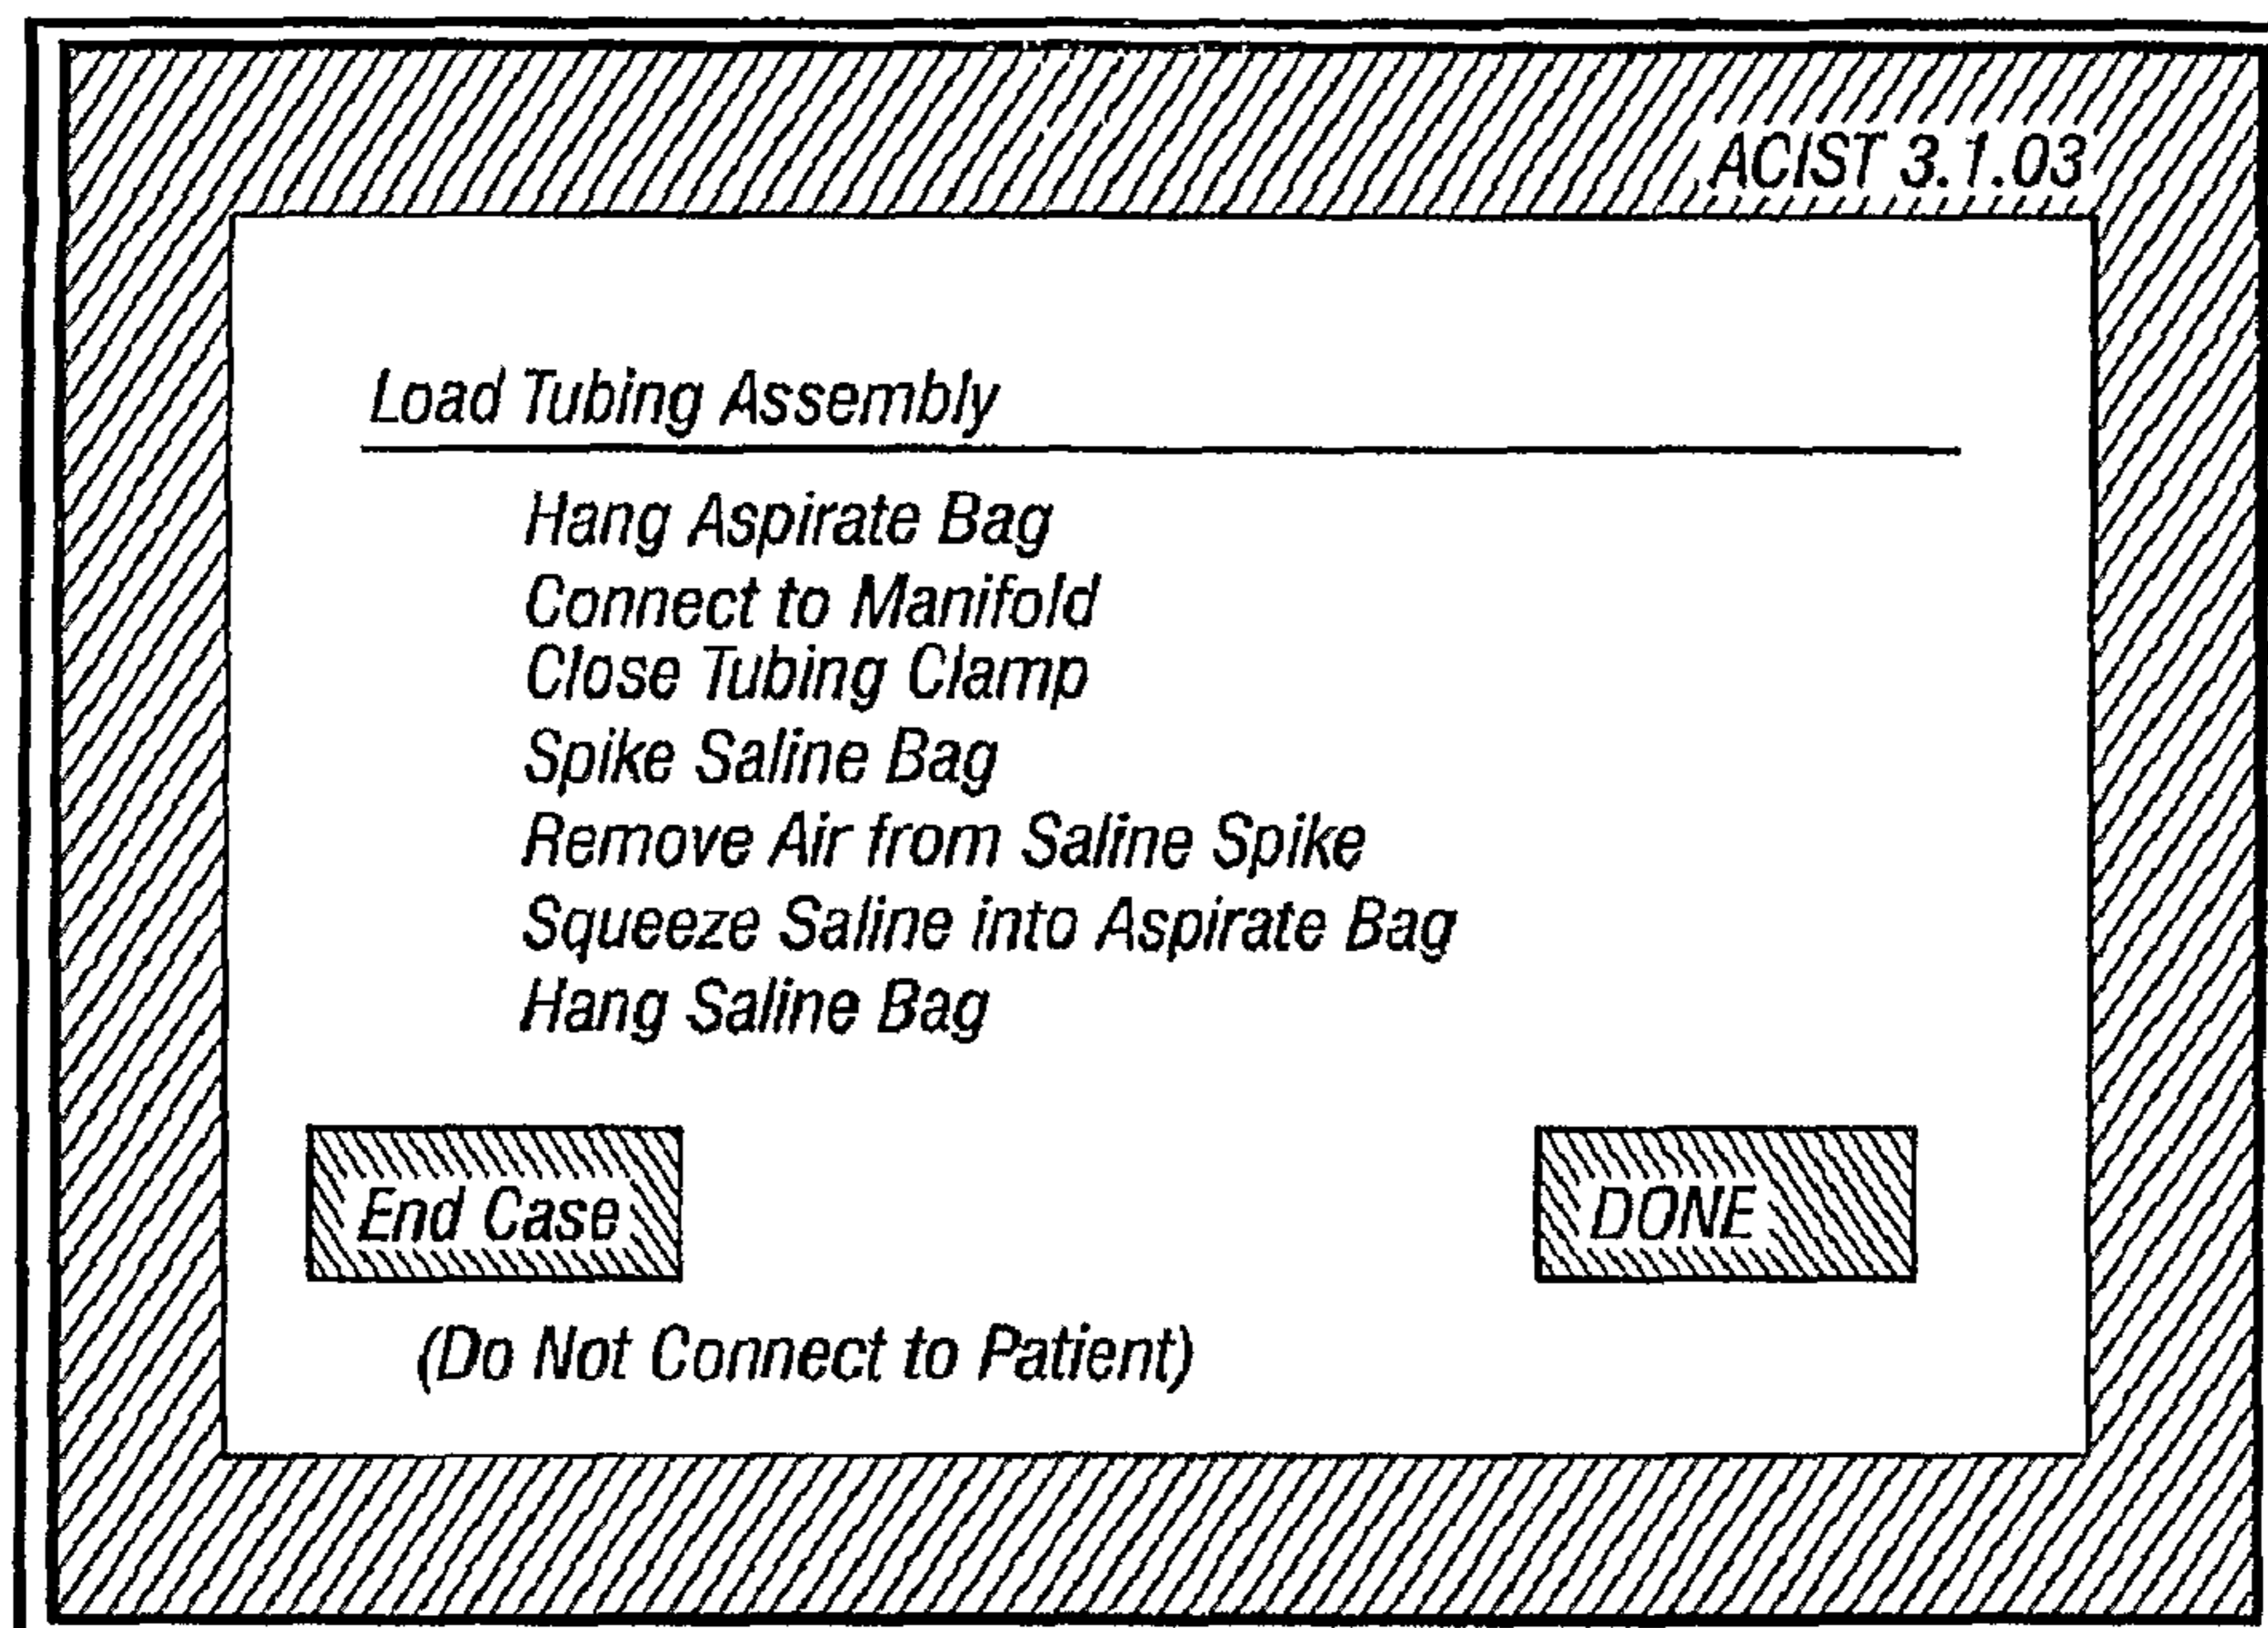 ACIST 3.1.03
Load Tubing Assembly
Hang Aspirate Bag
Connect to Manifold
Close Tubing Clamp
Spike Saline Bag
Remove Air from Saline Spike
Squeeze Saline into Aspirate Bag
Hang Saline Bag
End Case
DONE
(Do Not Connect to Patient)